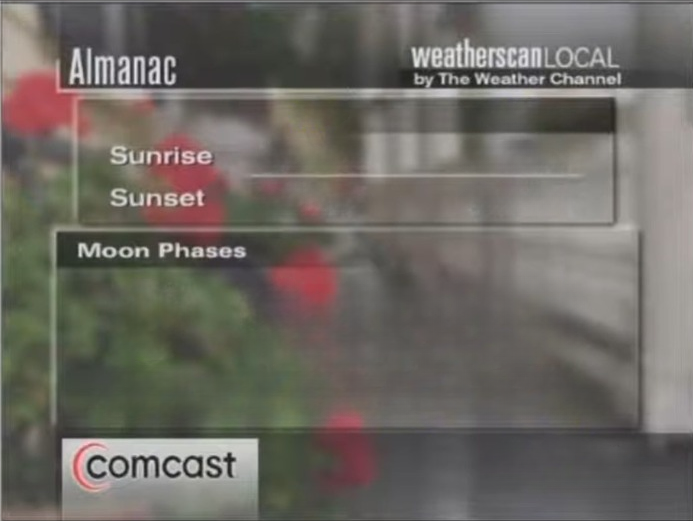 Almanac
weatherscanLOCAL
by The Weather Channel
Sunrise
Sunset
Moon Phases
comcast